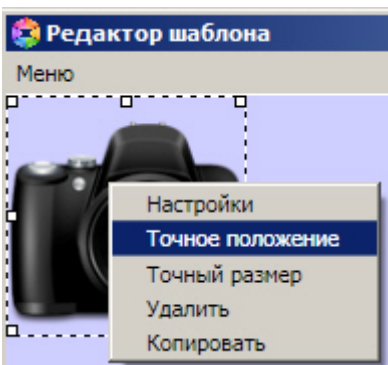 Редактор шаблона
Меню
Настройки
Точное положение
Точный размер
Удалить
Копировать